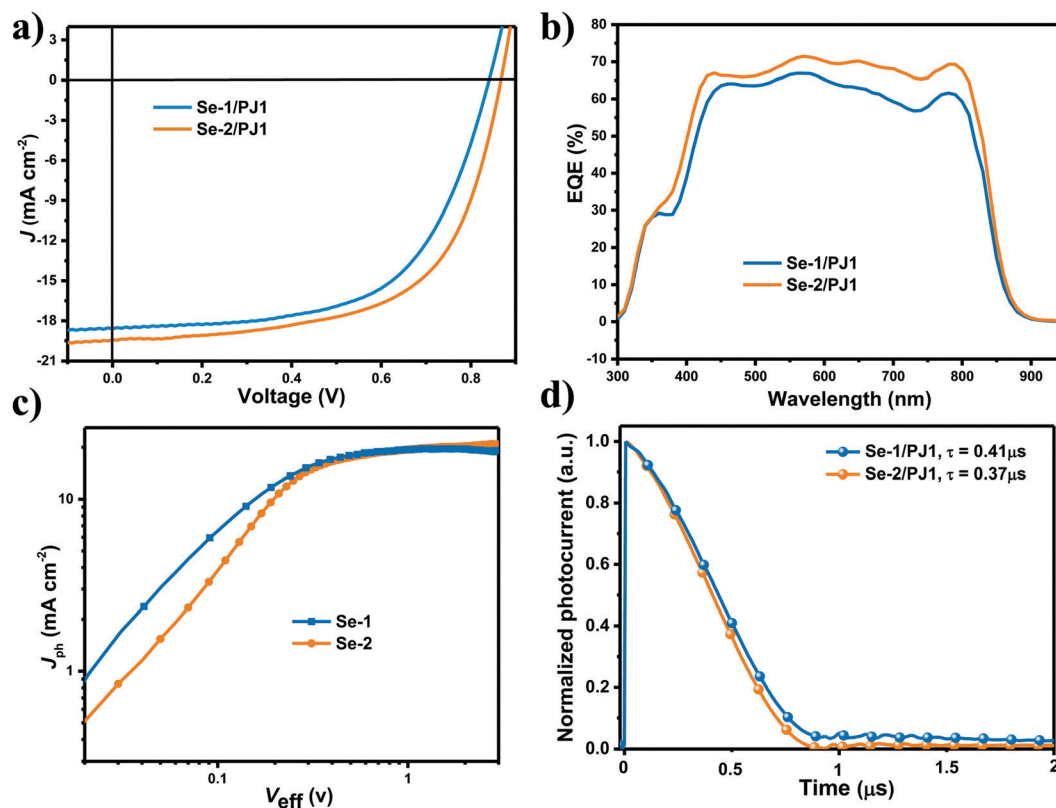 a)
3
0
-3
-6
-9
-12
-15
-18
-21
J (mA cm-2)
Se-1/PJ1
Se-2/PJ1
0.0
0.2
0.4
0.6
0.8
Voltage (V)
b)
80
70
60
50
40
30
20
10
0
-10
EQE (%)
Se-1/PJ1
Se-2/PJ1
300
400
500
600
700
800
900
Wavelength (nm)
c)
10
1
Jph (mA cm-2)
Se-1
Se-2
0.1
1
Veff (v)
d)
1.0
0.8
0.6
0.4
0.2
0.0
Normalized photocurrent (a.u.)
Se-1/PJ1, τ = 0.41μs
Se-2/PJ1, τ = 0.37μs
0
0.5
1
1.5
2
Time (μs)